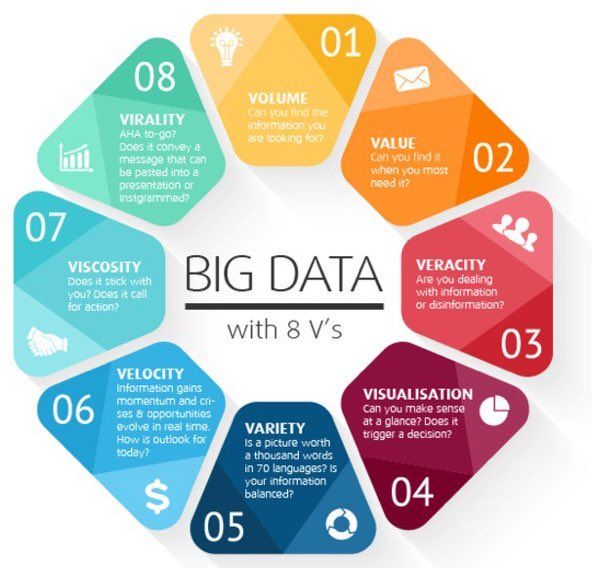 BIG DATA
with 8 V's
01
VOLUME
Can you find the
information you
are looking for?
02
VALUE
Can you find it
when you most
need it?
03
VERACITY
Are you dealing
with information
or disinformation?
04
VISUALISATION
Can you make sense
at a glance? Does it
trigger a decision?
05
VARIETY
Is a picture worth
a thousand words
in 70 languages? Is
your information
balanced?
06
VELOCITY
Information gains
momentum and cri-
ses & opportunities
evolve in real time.
How is outlook for
today?
07
VISCOSITY
Does it stick with
you? Does it call
for action?
08
VIRALITY
AHA to-go?
Does it convey a
message that can
be pasted into a
presentation or
Instgrammed?